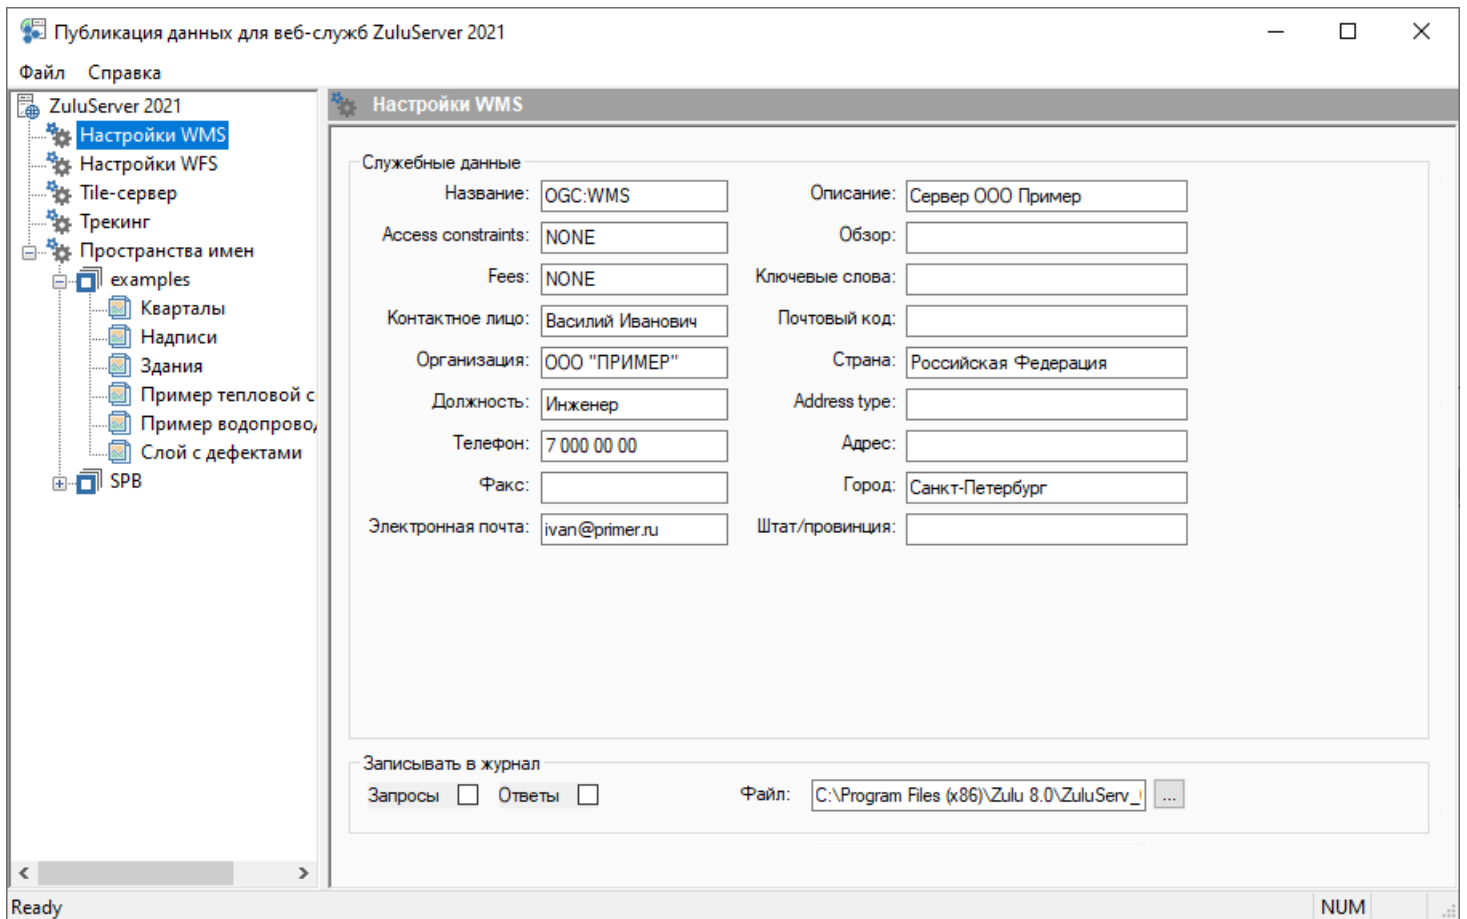 Публикация данных для веб-служб ZuluServer 2021
Файл Справка
ZuluServer 2021
Настройки WMS
Настройки WFS
Tile-сервер
Трекинг
Пространства имен
examples
Кварталы
Надписи
Здания
Пример тепловой с
Пример водопровод
Слой с дефектами
SPB
Настройки WMS
Служебные данные
Название: OGC:WMS Описание: Сервер ООО Пример
Access constraints: NONE Обзор:
Fees: NONE Ключевые слова:
Контактное лицо: Василий Иванович Почтовый код:
Организация: ООО "ПРИМЕР" Страна: Российская Федерация
Должность: Инженер Address type:
Телефон: 7 000 00 00 Адрес:
Факс: Город: Санкт-Петербург
Электронная почта: ivan@primer.ru Штат/провинция:
Записывать в журнал
Запросы Ответы Файл: C:\Program Files (x86)\Zulu 8.0\ZuluServ_ ...
Ready NUM